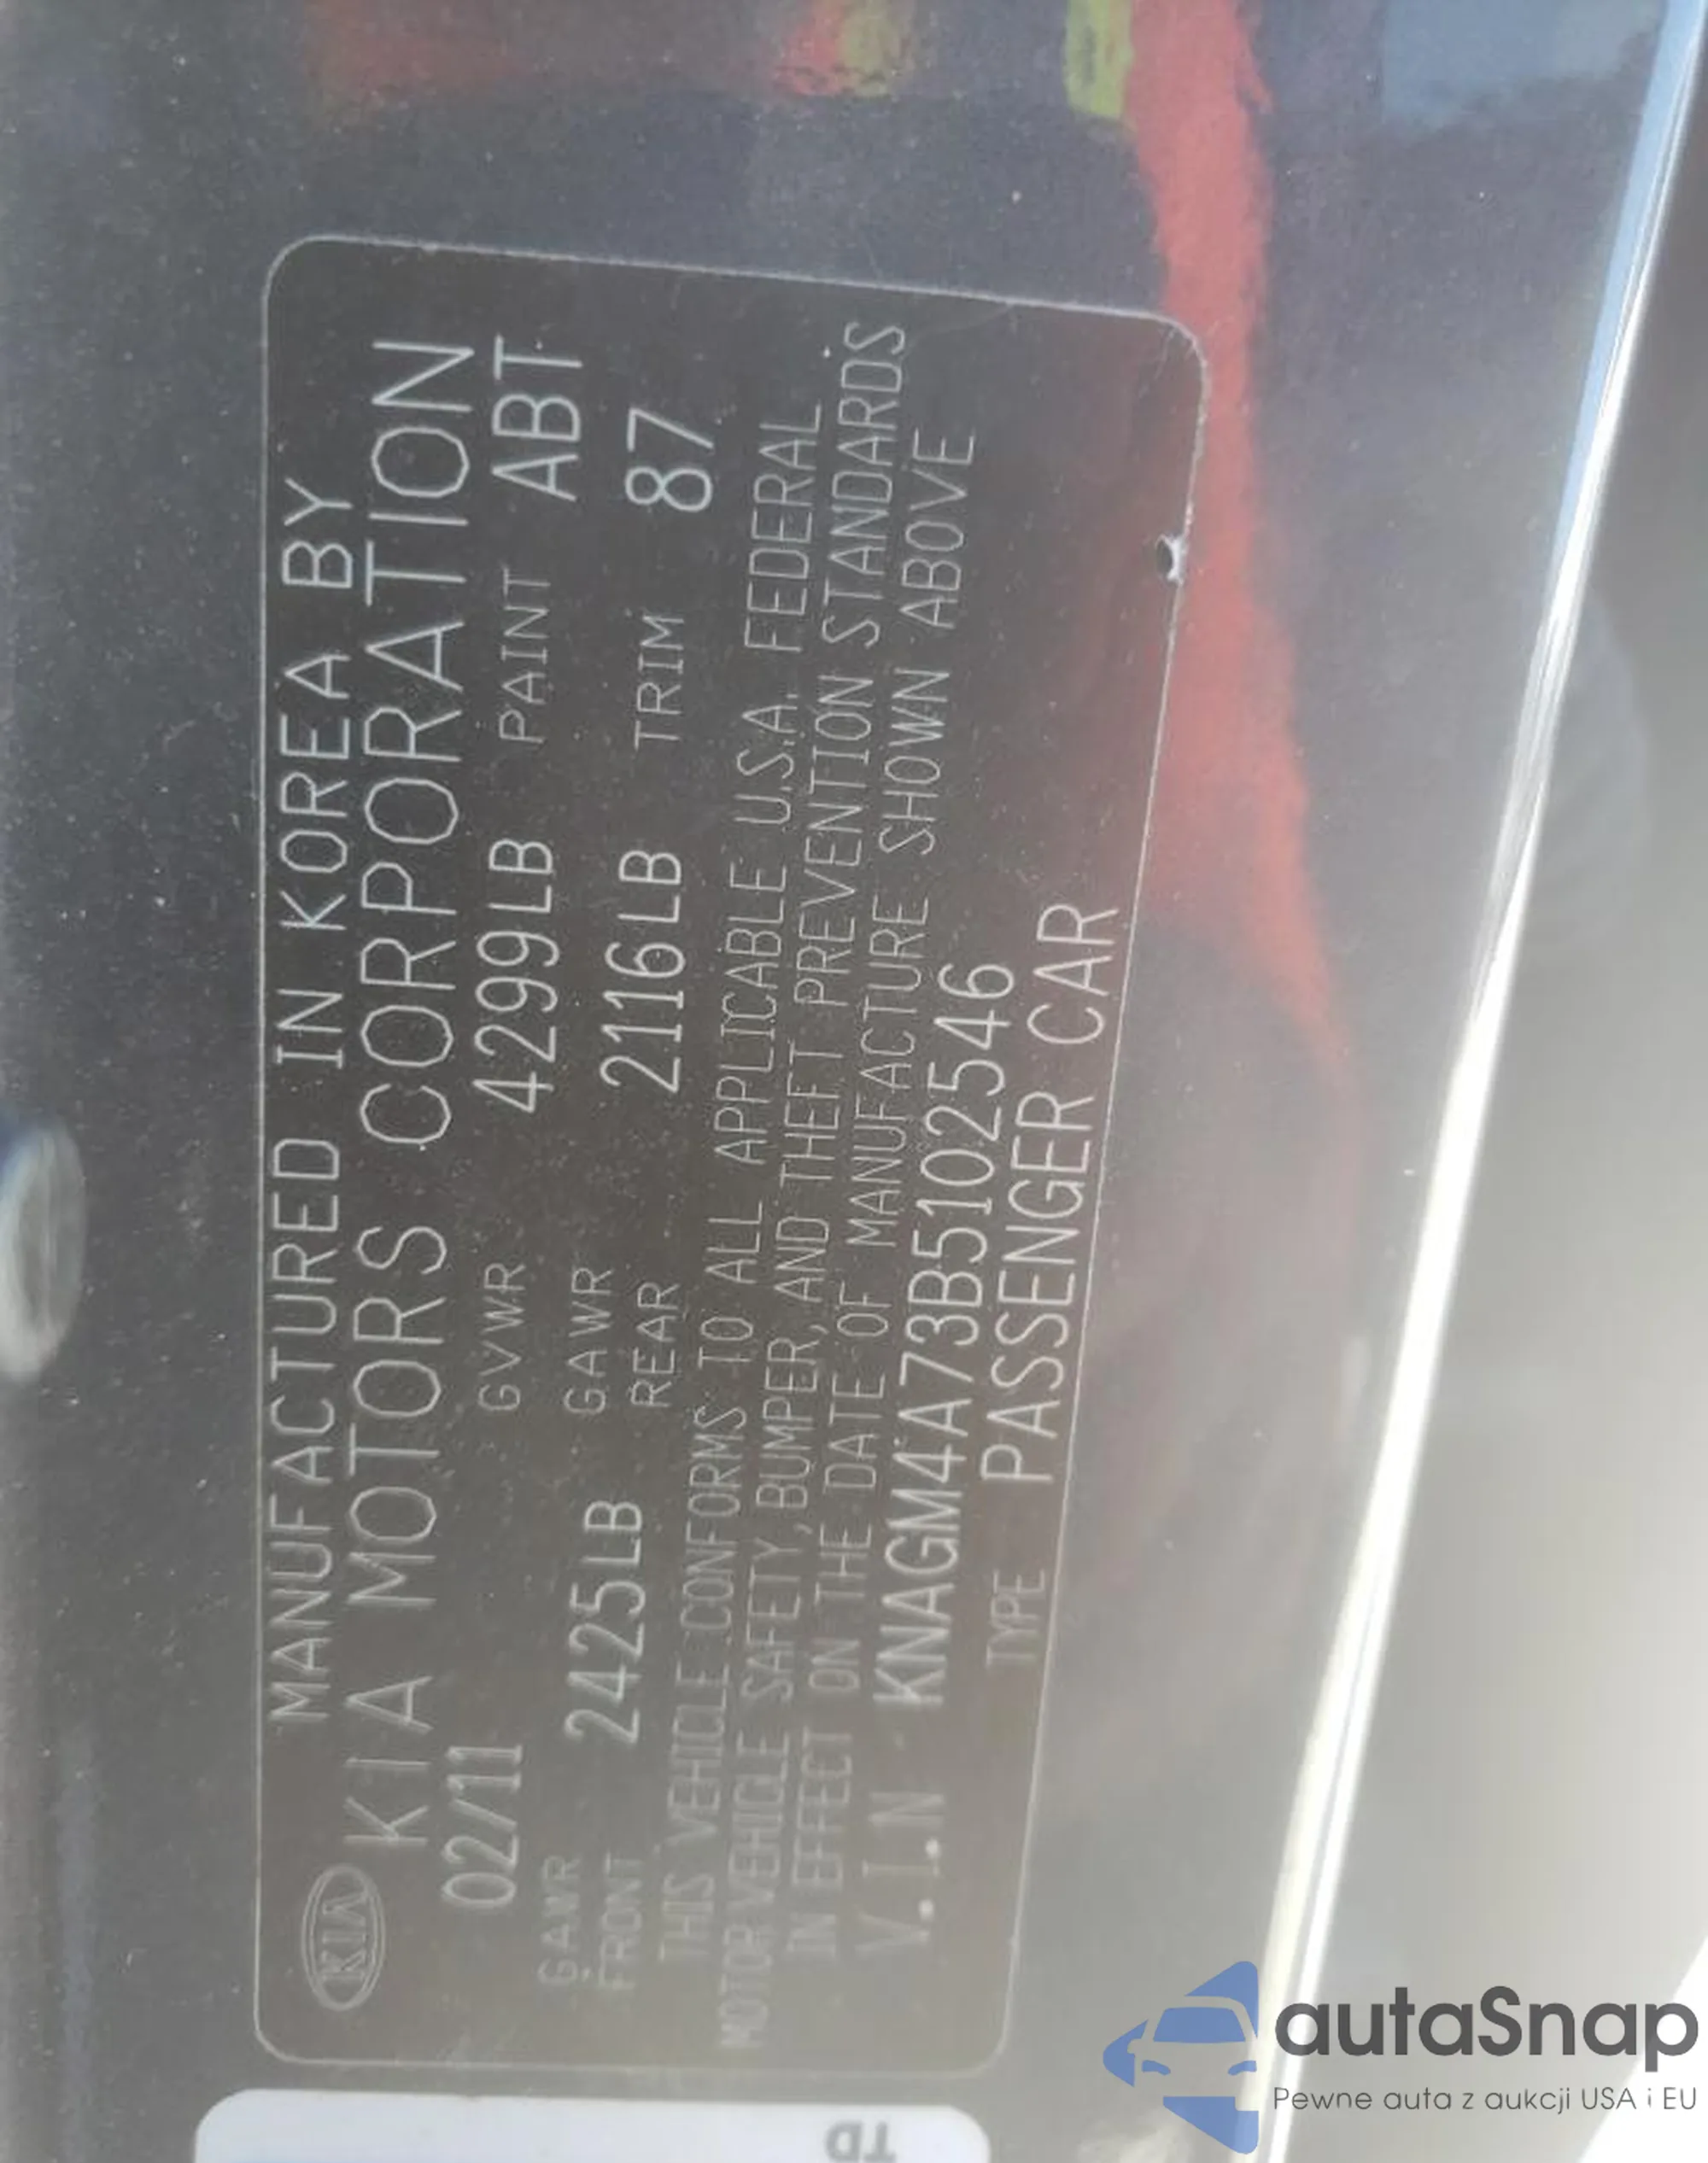 KIA
MANUFACTURED IN KOREA BY
KIA MOTORS CORPORATION
02/11 GVWR 4299LB PAINT ABT
GAWR FRONT 2425LB GAWR REAR 2116LB TRIM 87
THIS VEHICLE CONFORMS TO ALL APPLICABLE U.S.A. FEDERAL
MOTOR VEHICLE SAFETY, BUMPER, AND THEFT PREVENTION STANDARDS
IN EFFECT ON THE DATE OF MANUFACTURE SHOWN ABOVE
V.I.N KNAGM4A73B5102546
TYPE PASSENGER CAR
TD
autaSnap
Pewne auta z aukcji USA i EU